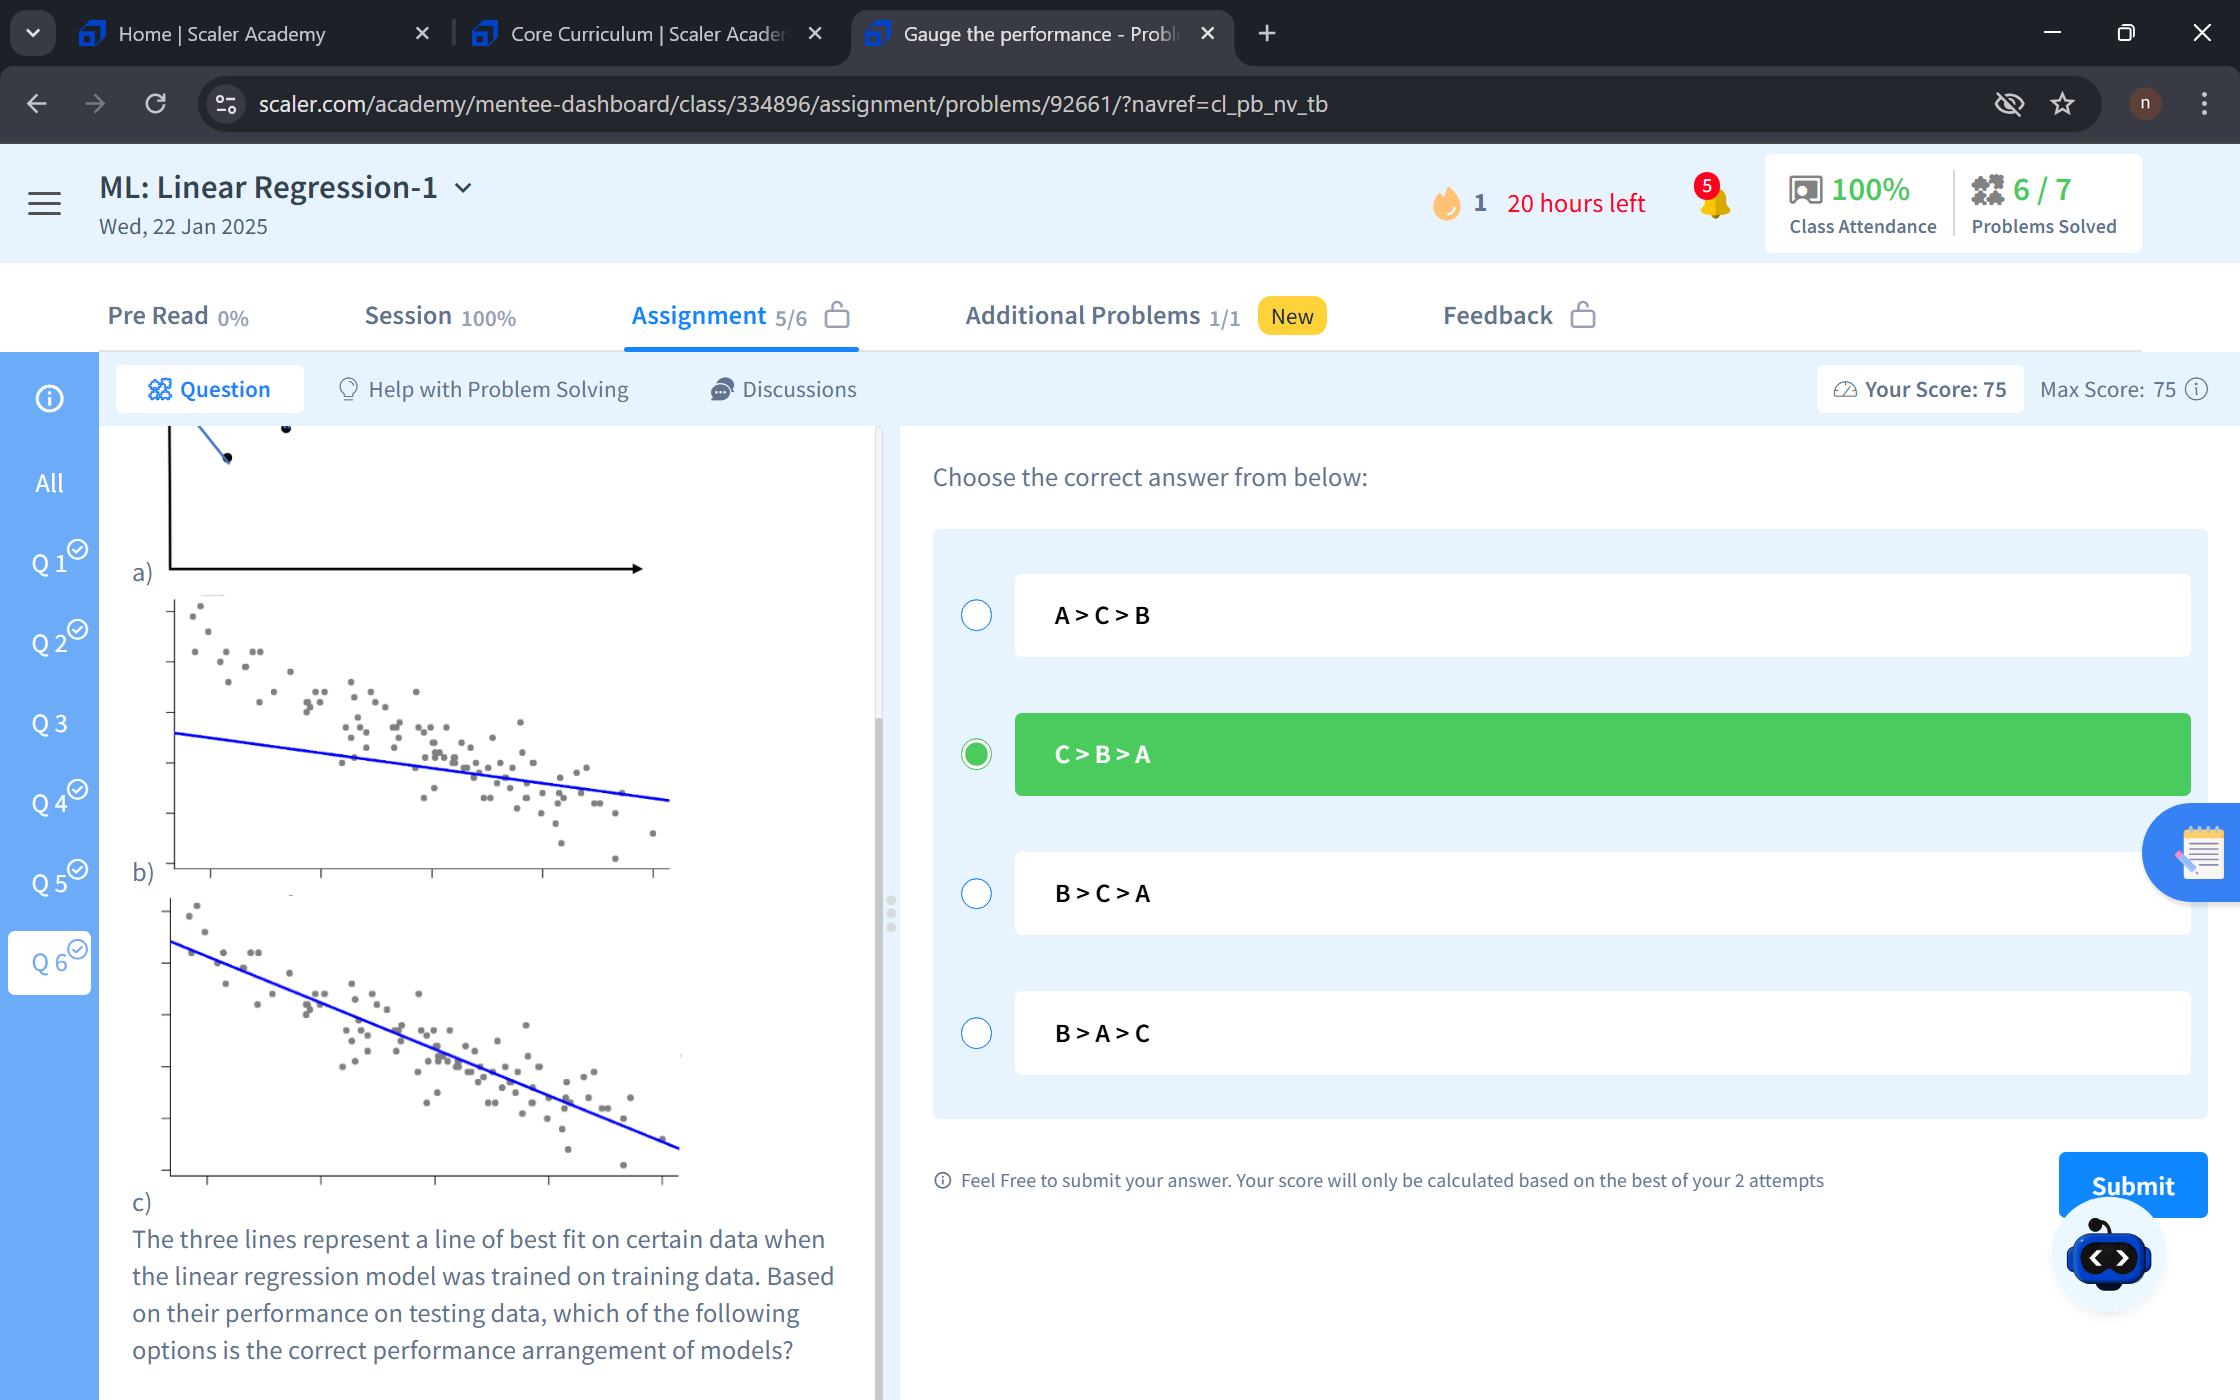 Home | Scaler Academy
Core Curriculum | Scaler Acader
Gauge the performance - Probl
scaler.com/academy/mentee-dashboard/class/334896/assignment/problems/92661/?navref=cl_pb_nv_tb
n
ML: Linear Regression-1
Wed, 22 Jan 2025
1
20 hours left
5
100%
Class Attendance
6 / 7
Problems Solved
Pre Read 0%
Session 100%
Assignment 5/6
Additional Problems 1/1
New
Feedback
Question
Help with Problem Solving
Discussions
Your Score: 75
Max Score: 75
All
Q 1
Q 2
Q 3
Q 4
Q 5
Q 6
a)
b)
c)
The three lines represent a line of best fit on certain data when
the linear regression model was trained on training data. Based
on their performance on testing data, which of the following
options is the correct performance arrangement of models?
Choose the correct answer from below:
A > C > B
C > B > A
B > C > A
B > A > C
Feel Free to submit your answer. Your score will only be calculated based on the best of your 2 attempts
Submit